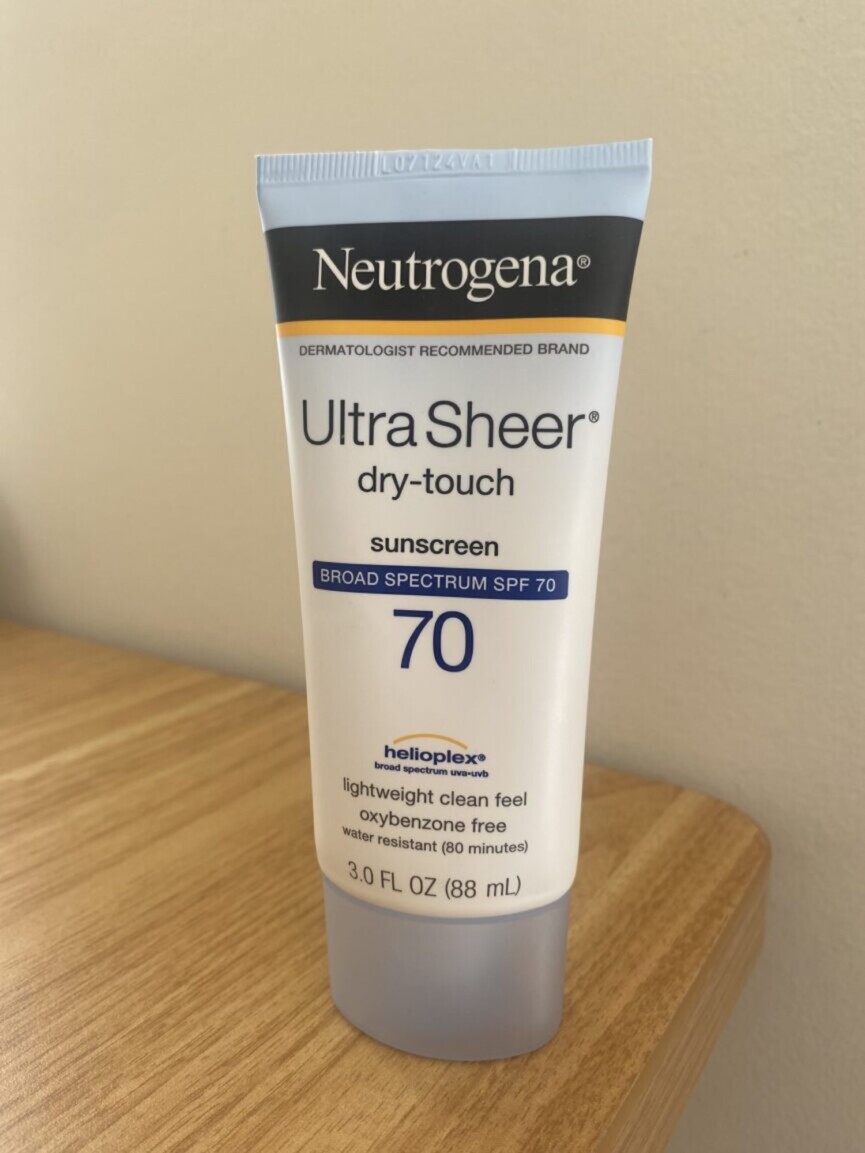 Neutrogena®
DERMATOLOGIST RECOMMENDED BRAND
Ultra Sheer®
dry-touch
sunscreen
BROAD SPECTRUM SPF 70
70
helioplex®
broad spectrum uva•uvb
lightweight clean feel
oxybenzone free
water resistant (80 minutes)
3.0 FL OZ (88 mL)